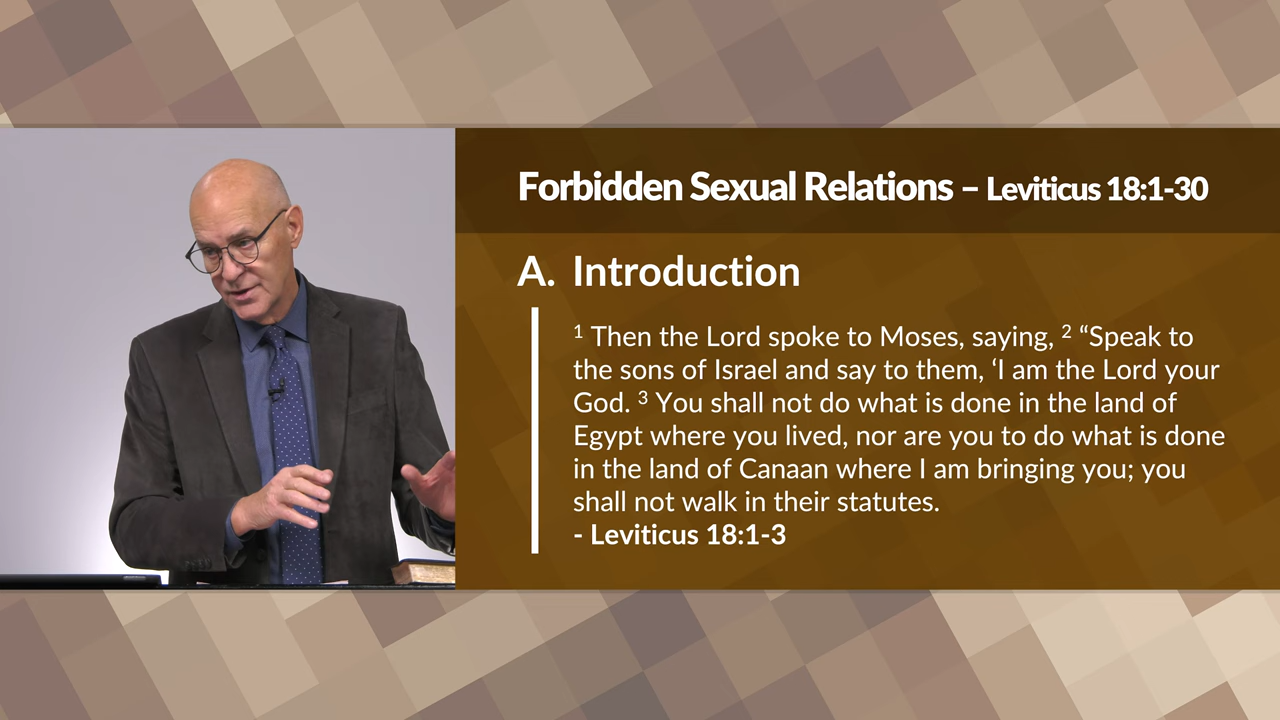 Forbidden Sexual Relations – Leviticus 18:1-30
A. Introduction
¹ Then the Lord spoke to Moses, saying, ² “Speak to
the sons of Israel and say to them, ‘I am the Lord your
God. ³ You shall not do what is done in the land of
Egypt where you lived, nor are you to do what is done
in the land of Canaan where I am bringing you; you
shall not walk in their statutes.
- Leviticus 18:1-3